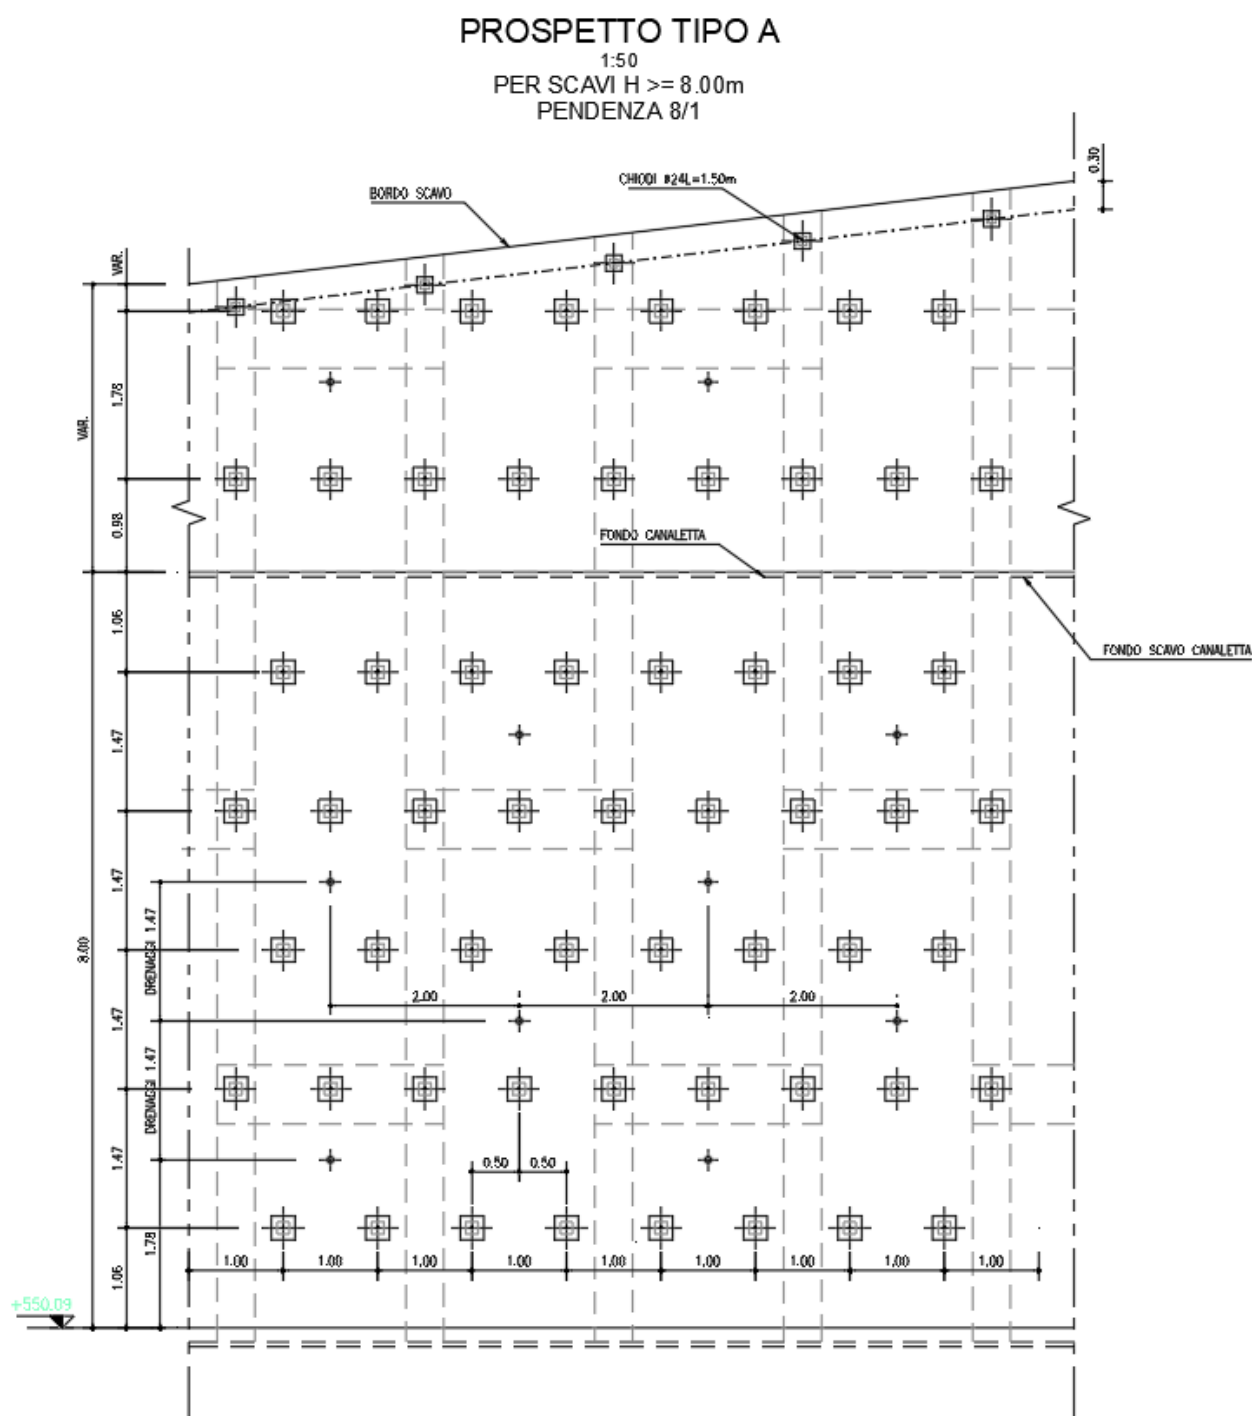 PROSPETTO TIPO A
1:50
PER SCAVI H >= 8.00m
PENDENZA 8/1
0.30
CHIODI #24L=1.50m
BORDO SCAVO
VAR.
1.78
VAR.
0.93
FONDO CANALETTA
1.06
FONDO SCAVO CANALETTA
1.47
1.47
DRENAGGI 1.47
8.00
2.00 2.00 2.00
1.47
DRENAGGI 1.47
1.47
0.50 0.50
1.78
1.00 1.00 1.00 1.00 1.00 1.00 1.00 1.00 1.00
1.06
+550.09